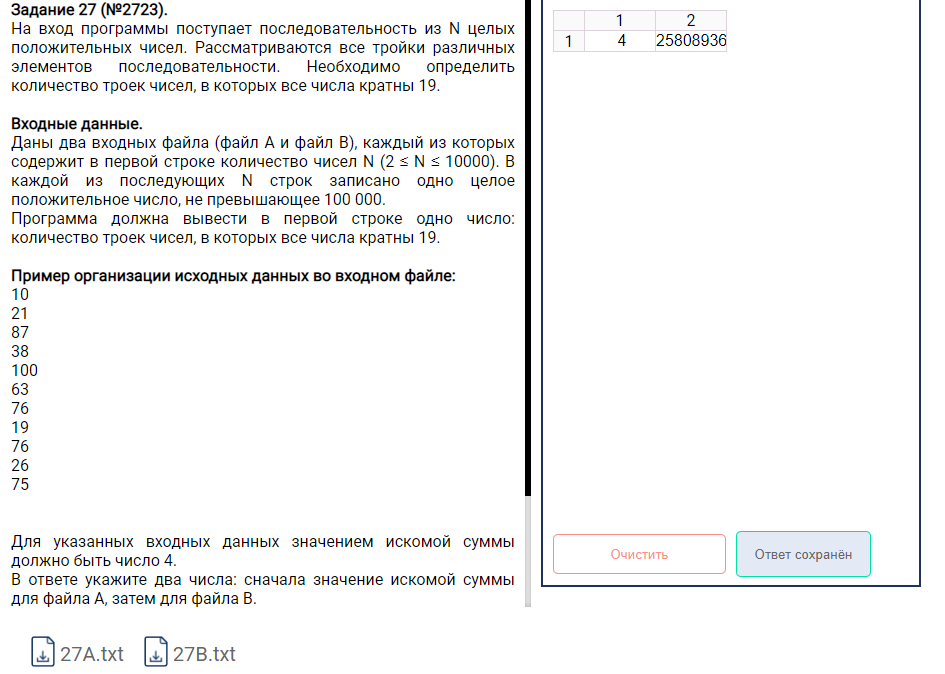 Задание 27 (№2723).
На вход программы поступает последовательность из N целых
положительных чисел. Рассматриваются все тройки различных
элементов последовательности. Необходимо определить
количество троек чисел, в которых все числа кратны 19.
Входные данные.
Даны два входных файла (файл A и файл B), каждый из которых
содержит в первой строке количество чисел N (2 ≤ N ≤ 10000). В
каждой из последующих N строк записано одно целое
положительное число, не превышающее 100 000.
Программа должна вывести в первой строке одно число:
количество троек чисел, в которых все числа кратны 19.
Пример организации исходных данных во входном файле:
10
21
87
38
100
63
76
19
76
26
75
Для указанных входных данных значением искомой суммы
должно быть число 4.
В ответе укажите два числа: сначала значение искомой суммы
для файла А, затем для файла B.
27A.txt 27B.txt
1 2
1 4 25808936
Очистить Ответ сохранён